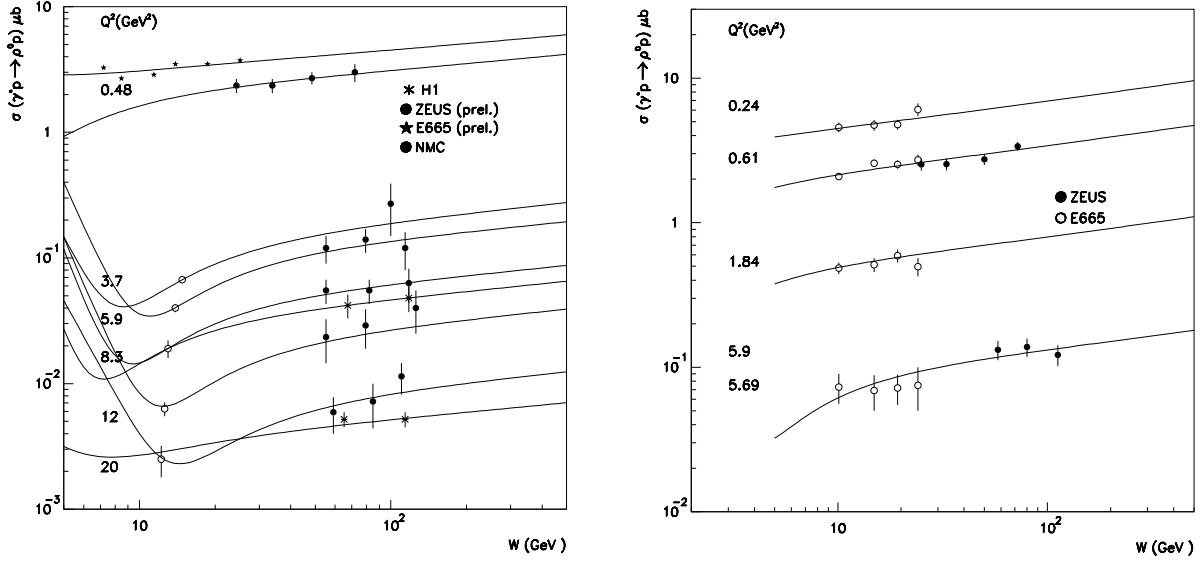 σ (γ*p → ρ⁰p) μb
Q²(GeV²)
10
1
10⁻¹
10⁻²
10⁻³
0.48
3.7
5.9
8.3
12
20
H1
ZEUS (prel.)
E665 (prel.)
NMC
10
10²
W (GeV )
σ (γ*p → ρ⁰p) μb
Q²(GeV²)
10
1
10⁻¹
10⁻²
0.24
0.61
1.84
5.9
5.69
ZEUS
E665
10
10²
W (GeV )